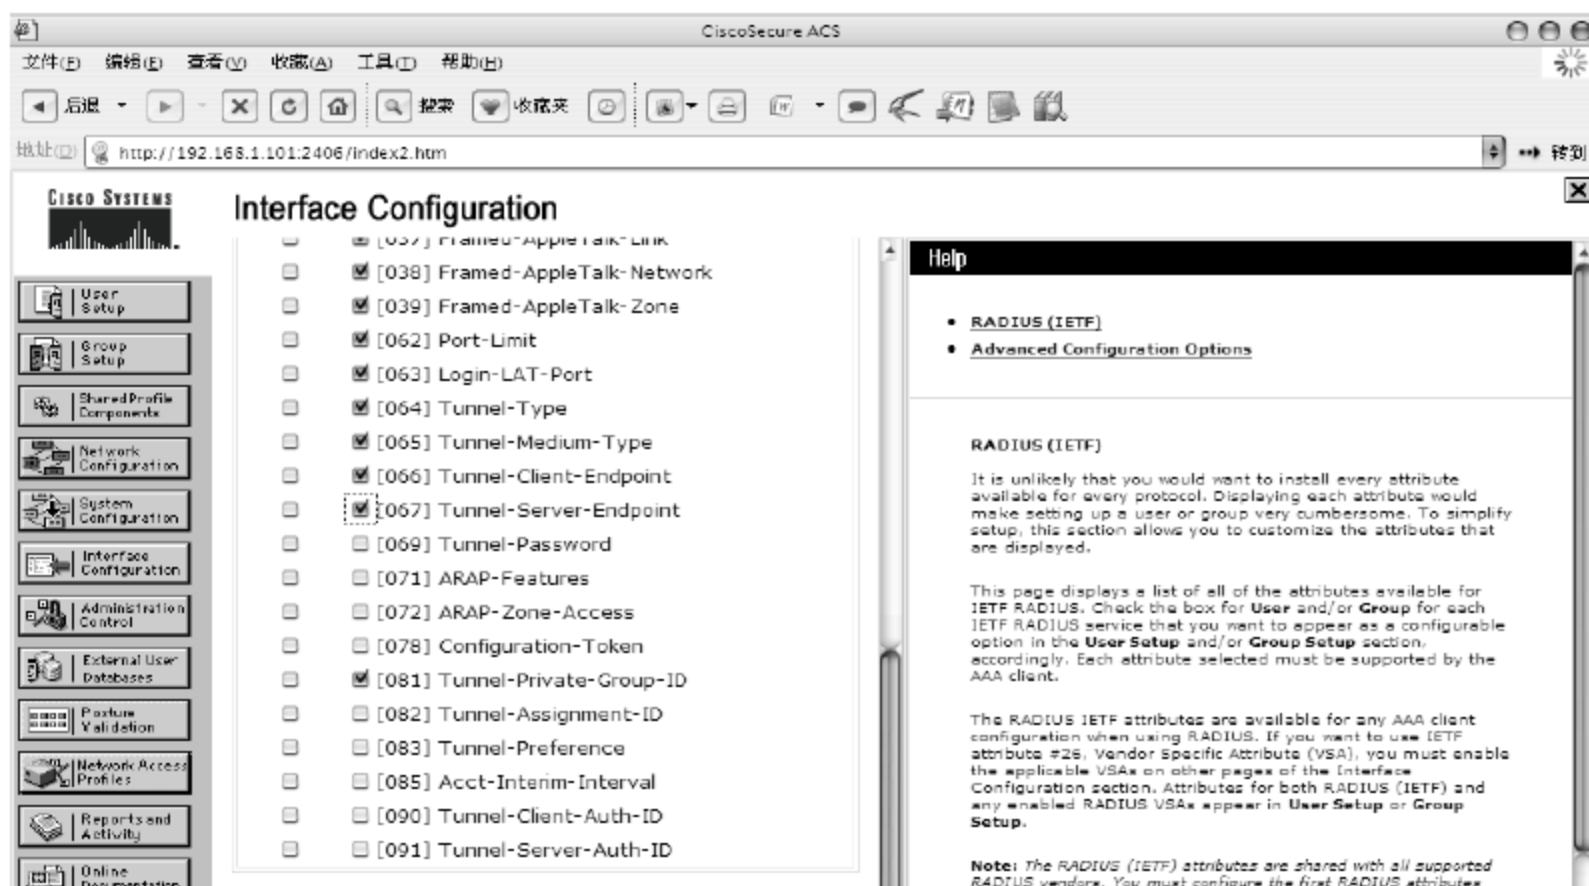 CiscoSecure ACS
文件(F) 编辑(E) 查看(V) 收藏(A) 工具(T) 帮助(H)
后退 搜索 收藏夹
地址(D) http://192.168.1.101:2406/index2.htm 转到
CISCO SYSTEMS
Interface Configuration
User
Setup
Group
Setup
Shared Profile
Components
Network
Configuration
System
Configuration
Interface
Configuration
Administration
Control
External User
Databases
Posture
Validation
Network Access
Profiles
Reports and
Activity
Online
Documentation
[037] Framed-AppleTalk-Link
[038] Framed-AppleTalk-Network
[039] Framed-AppleTalk-Zone
[062] Port-Limit
[063] Login-LAT-Port
[064] Tunnel-Type
[065] Tunnel-Medium-Type
[066] Tunnel-Client-Endpoint
[067] Tunnel-Server-Endpoint
[069] Tunnel-Password
[071] ARAP-Features
[072] ARAP-Zone-Access
[078] Configuration-Token
[081] Tunnel-Private-Group-ID
[082] Tunnel-Assignment-ID
[083] Tunnel-Preference
[085] Acct-Interim-Interval
[090] Tunnel-Client-Auth-ID
[091] Tunnel-Server-Auth-ID
Help
• RADIUS (IETF)
• Advanced Configuration Options
RADIUS (IETF)
It is unlikely that you would want to install every attribute
available for every protocol. Displaying each attribute would
make setting up a user or group very cumbersome. To simplify
setup, this section allows you to customize the attributes that
are displayed.
This page displays a list of all of the attributes available for
IETF RADIUS. Check the box for User and/or Group for each
IETF RADIUS service that you want to appear as a configurable
option in the User Setup and/or Group Setup section,
accordingly. Each attribute selected must be supported by the
AAA client.
The RADIUS IETF attributes are available for any AAA client
configuration when using RADIUS. If you want to use IETF
attribute #26, Vendor Specific Attribute (VSA), you must enable
the applicable VSAs on other pages of the Interface
Configuration section. Attributes for both RADIUS (IETF) and
any enabled RADIUS VSAs appear in User Setup or Group
Setup.
Note: The RADIUS (IETF) attributes are shared with all supported
RADIUS vendors. You must configure the first RADIUS attributes